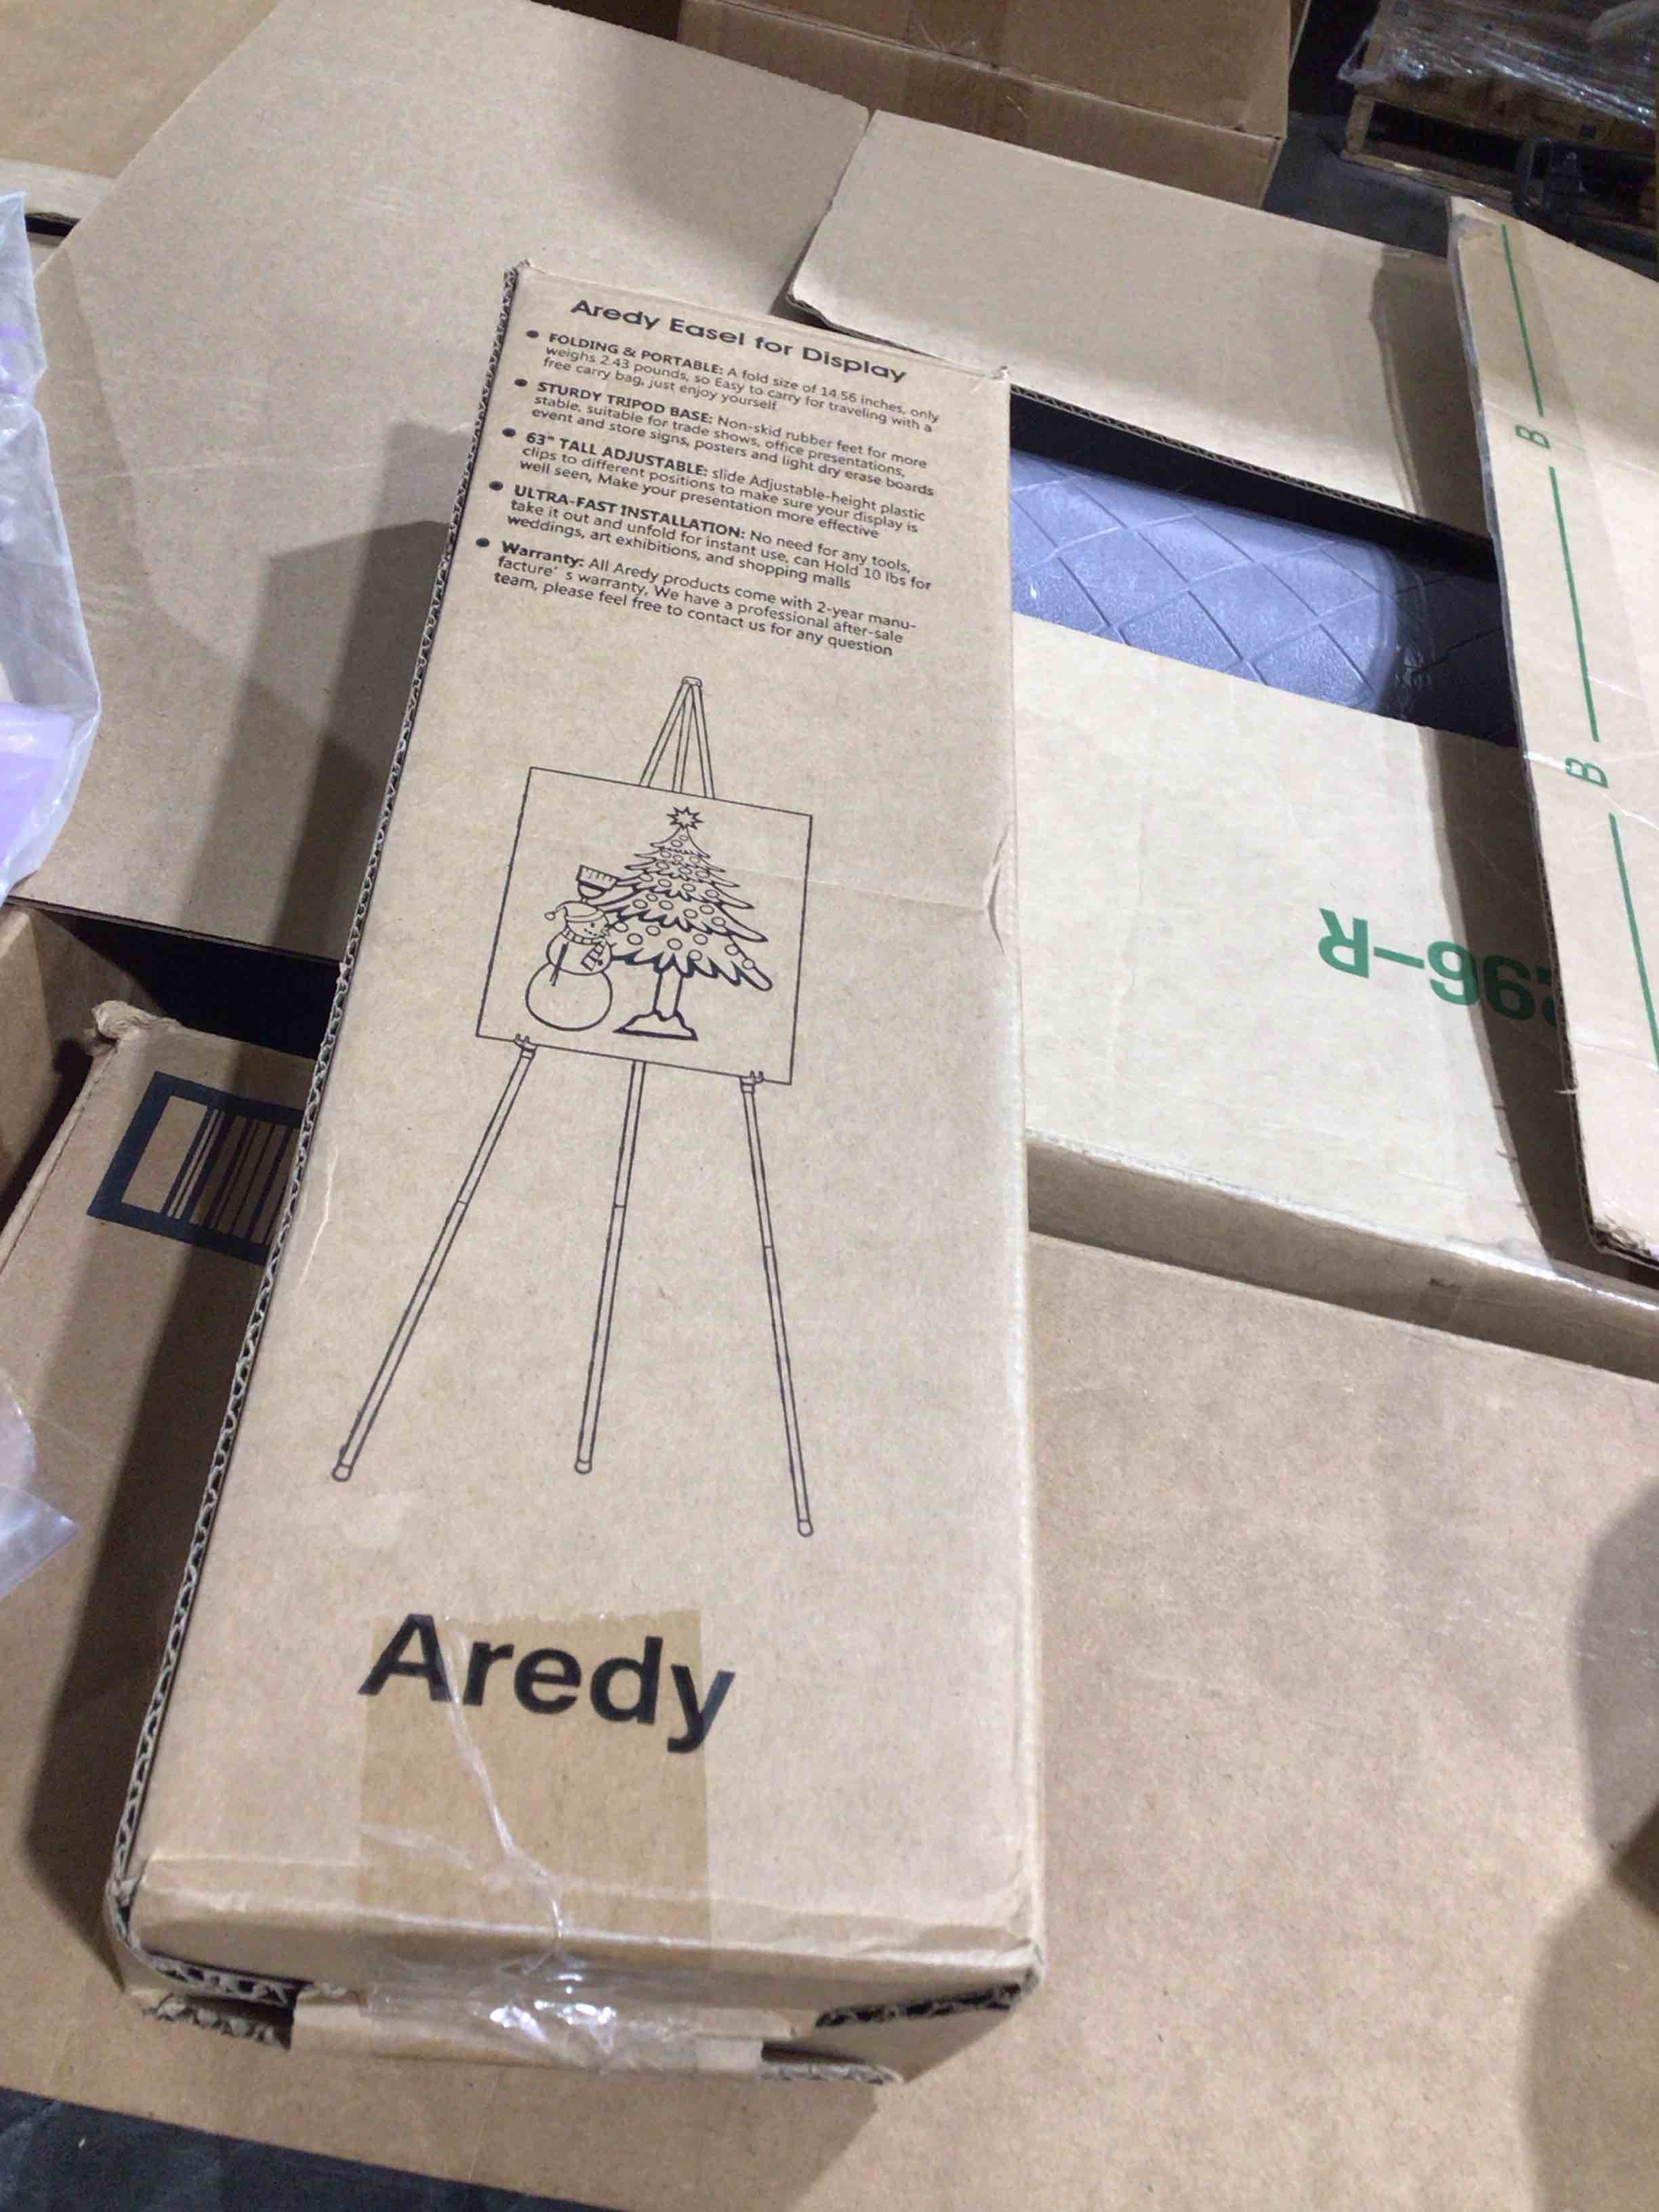 Aredy Easel for Display
● FOLDING & PORTABLE: A fold size of 14.56 inches, only
weighs 2.43 pounds, so Easy to carry for traveling with a
free carry bag, just enjoy yourself
● STURDY TRIPOD BASE: Non-skid rubber feet for more
stable, suitable for trade shows, office presentations,
event and store signs, posters and light dry erase boards
● 63" TALL ADJUSTABLE: slide Adjustable-height plastic
clips to different positions to make sure your display is
well seen, Make your presentation more effective
● ULTRA-FAST INSTALLATION: No need for any tools,
take it out and unfold for instant use, can Hold 10 lbs for
weddings, art exhibitions, and shopping malls
● Warranty: All Aredy products come with 2-year manu-
facture' s warranty, We have a professional after-sale
team, please feel free to contact us for any question
Aredy
B
B
96-R